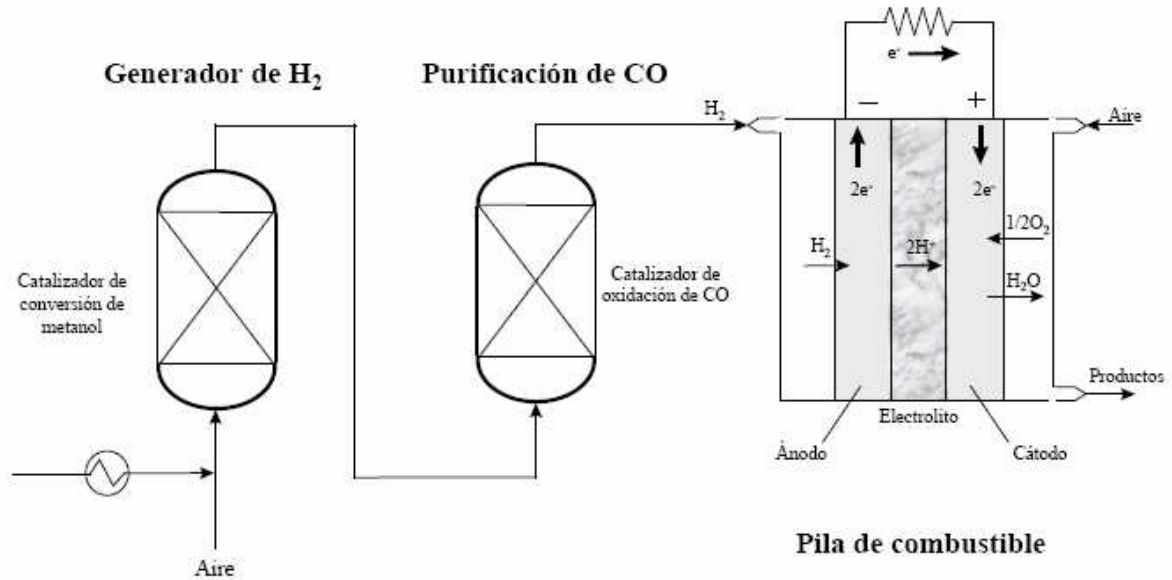 Generador de H₂
Purificación de CO
Catalizador de
conversión de
metanol
Aire
Catalizador de
oxidación de CO
H₂
e⁻
−
+
Aire
2e⁻
2e⁻
1/2O₂
H₂
2H⁺
H₂O
Productos
Electrolito
Ánodo
Cátodo
Pila de combustible